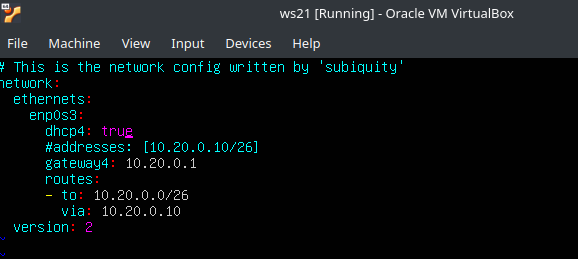 ws21 [Running] - Oracle VM VirtualBox
File Machine View Input Devices Help
# This is the network config written by 'subiquity'
network:
  ethernets:
    enp0s3:
      dhcp4: true
      #addresses: [10.20.0.10/26]
      gateway4: 10.20.0.1
      routes:
      - to: 10.20.0.0/26
        via: 10.20.0.10
  version: 2
~
~